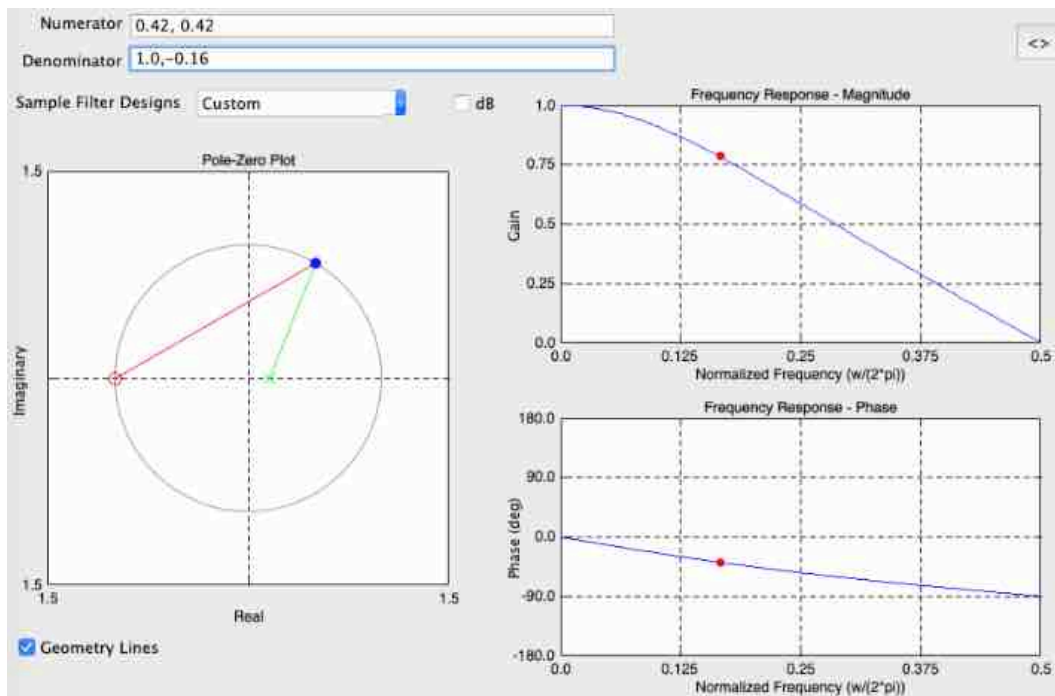 Numerator 0.42, 0.42
<>
Denominator 1.0,-0.16
Sample Filter Designs Custom dB
Pole-Zero Plot
1.5
Imaginary
1.5
1.5 1.5
Real
Geometry Lines
Frequency Response - Magnitude
1.0
0.75
0.5
0.25
0.0
Gain
0.0 0.125 0.25 0.375 0.5
Normalized Frequency (w/(2*pi))
Frequency Response - Phase
180.0
90.0
0.0
-90.0
-180.0
Phase (deg)
0.0 0.125 0.25 0.375 0.5
Normalized Frequency (w/(2*pi))